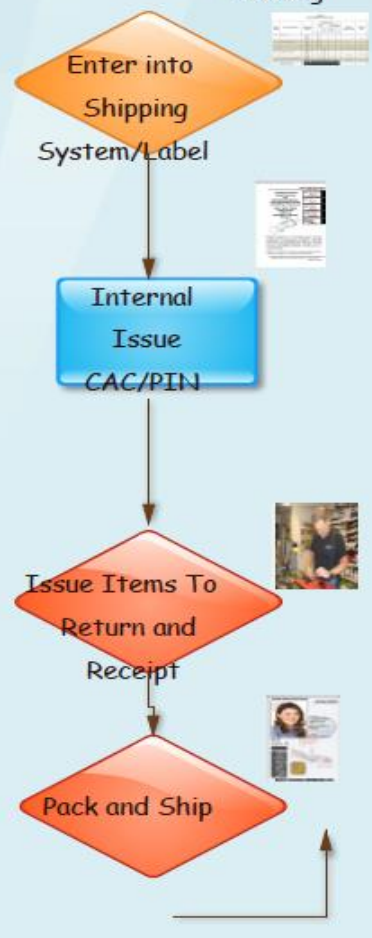 Enter into
Shipping
System/Label
Internal
Issue
CAC/PIN
Issue Items To
Return and
Receipt
Pack and Ship